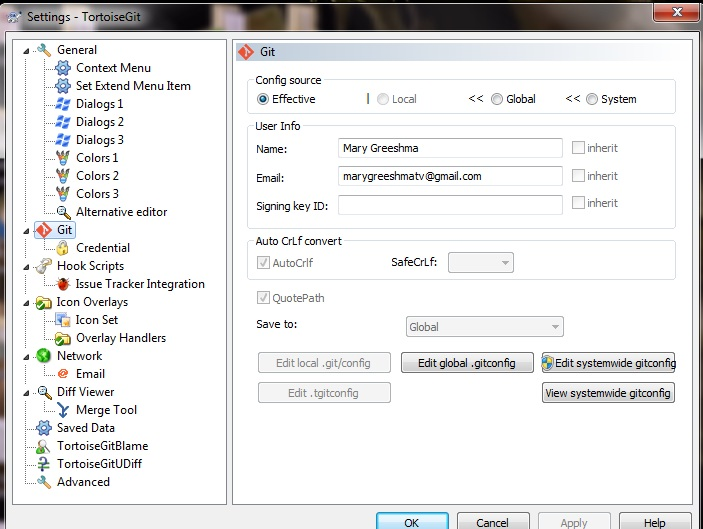 Settings - TortoiseGit
General
Context Menu
Set Extend Menu Item
Dialogs 1
Dialogs 2
Dialogs 3
Colors 1
Colors 2
Colors 3
Alternative editor
Git
Credential
Hook Scripts
Issue Tracker Integration
Icon Overlays
Icon Set
Overlay Handlers
Network
Email
Diff Viewer
Merge Tool
Saved Data
TortoiseGitBlame
TortoiseGitUDiff
Advanced
Git
Config source
Effective | Local << Global << System
User Info
Name: Mary Greeshma inherit
Email: marygreeshmatv@gmail.com inherit
Signing key ID: inherit
Auto CrLf convert
AutoCrlf SafeCrLf:
QuotePath
Save to: Global
Edit local .git/config Edit global .gitconfig Edit systemwide gitconfig
Edit .tgitconfig View systemwide gitconfig
OK Cancel Apply Help